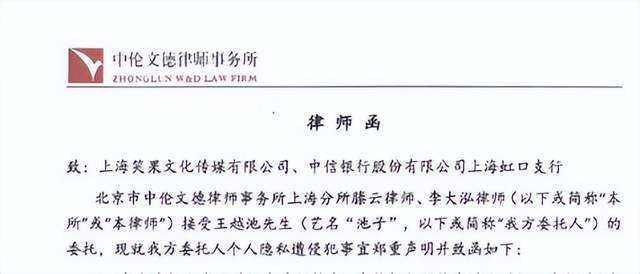 中伦文德律师事务所
ZHONGLUN W&D LAW FIRM
律师函
致：上海笑果文化传媒有限公司、中信银行股份有限公司上海虹口支行
北京市中伦文德律师事务所上海分所滕云律师、李大泓律师（以下或简称“本
所”或“本律师”）接受王越池先生（艺名“池子”，以下或简称“我方委托人”）的
委托，现就我方委托人个人隐私遭侵犯事宜郑重声明并致函如下：